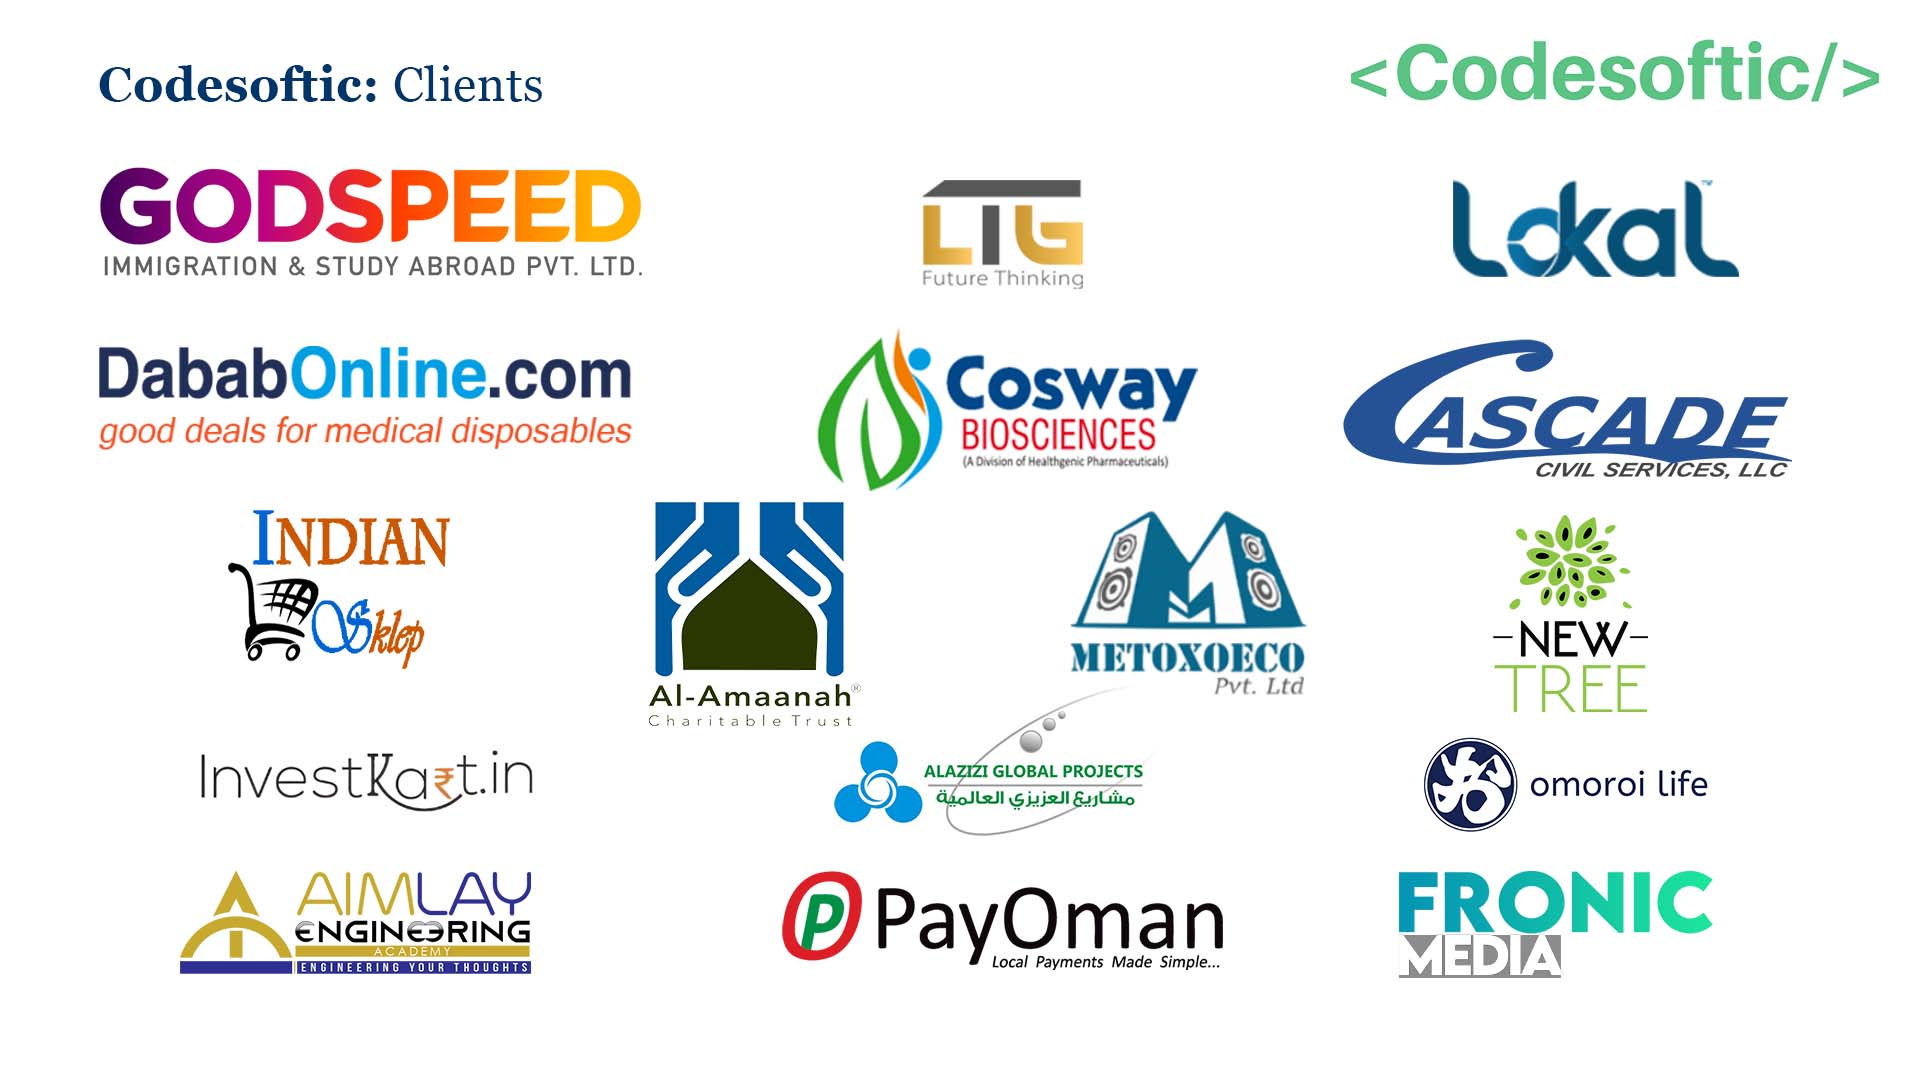 Codesoftic: Clients
<Codesoftic/>
GODSPEED
IMMIGRATION & STUDY ABROAD PVT. LTD.
LTG
Future Thinking
Lokal™
DababOnline.com
good deals for medical disposables
Cosway
BIOSCIENCES
(A Division of Healthgenic Pharmaceuticals)
CASCADE
CIVIL SERVICES, LLC
INDIAN
Sklep
Al-Amaanah®
Charitable Trust
M
METOXOECO
Pvt. Ltd
NEW
TREE
InvestKart.in
ALAZIZI GLOBAL PROJECTS
مشاريع العزيزي العالمية
omoroi life
AIMLAY
ENGINEERING
ACADEMY
ENGINEERING YOUR THOUGHTS
P PayOman
Local Payments Made Simple...
FRONIC
MEDIA